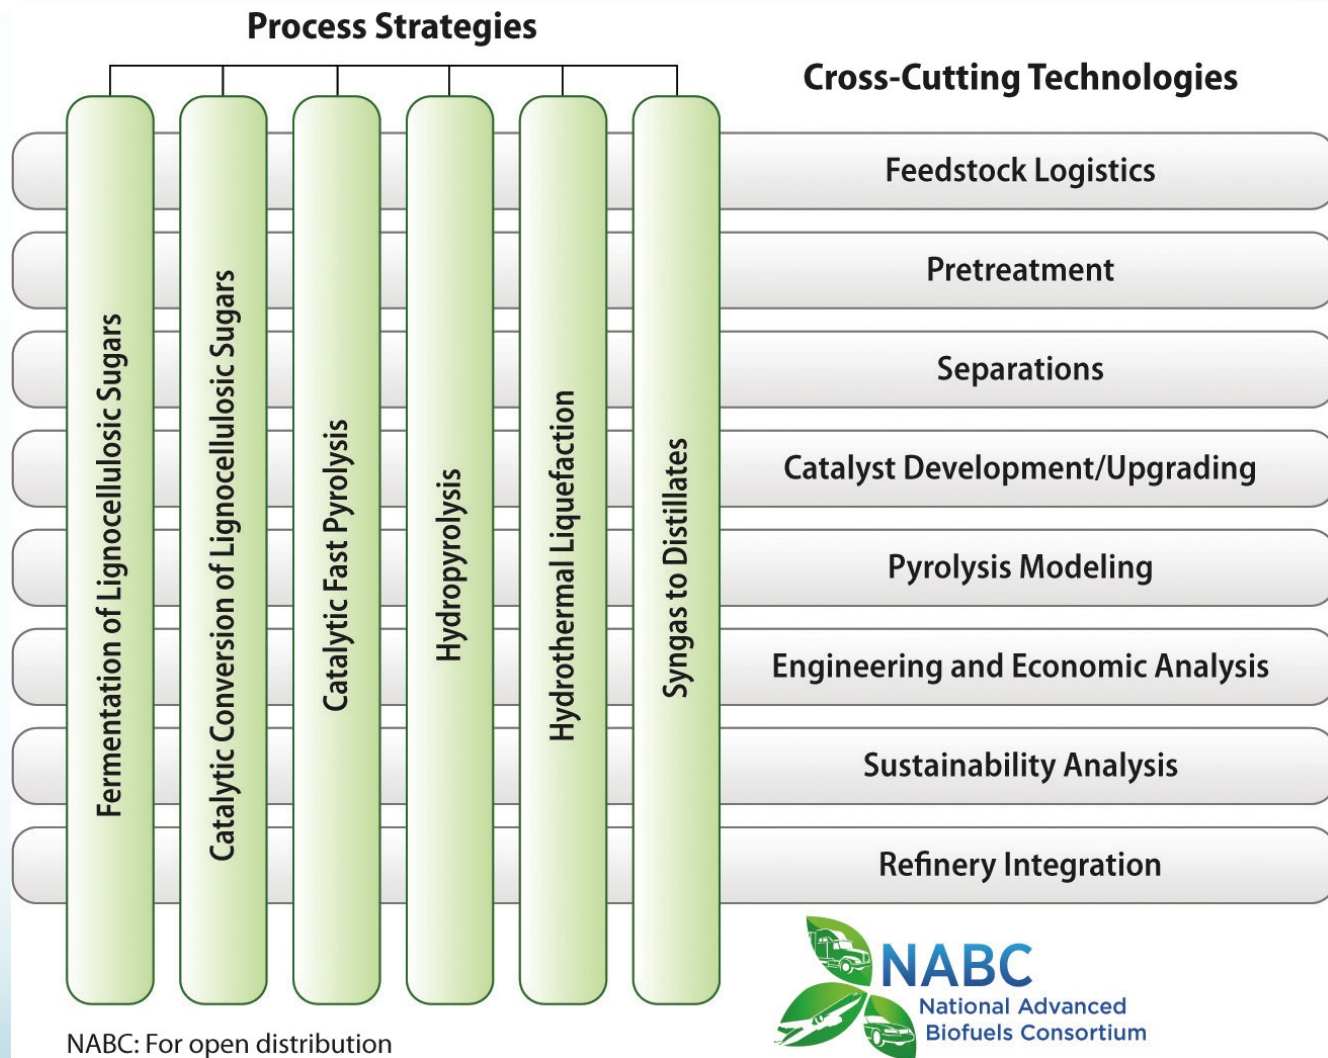 Process Strategies
Cross-Cutting Technologies
Fermentation of Lignocellulosic Sugars
Catalytic Conversion of Lignocellulosic Sugars
Catalytic Fast Pyrolysis
Hydropyrolysis
Hydrothermal Liquefaction
Syngas to Distillates
Feedstock Logistics
Pretreatment
Separations
Catalyst Development/Upgrading
Pyrolysis Modeling
Engineering and Economic Analysis
Sustainability Analysis
Refinery Integration
NABC
National Advanced
Biofuels Consortium
NABC: For open distribution